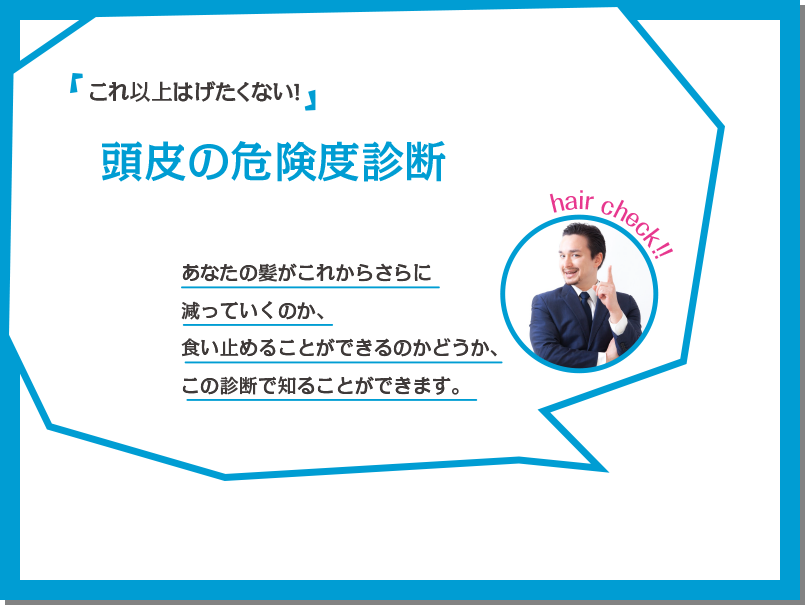 『これ以上はげたくない!』
頭皮の危険度診断
hair check!!
あなたの髪がこれからさらに
減っていくのか、
食い止めることができるのかどうか、
この診断で知ることができます。